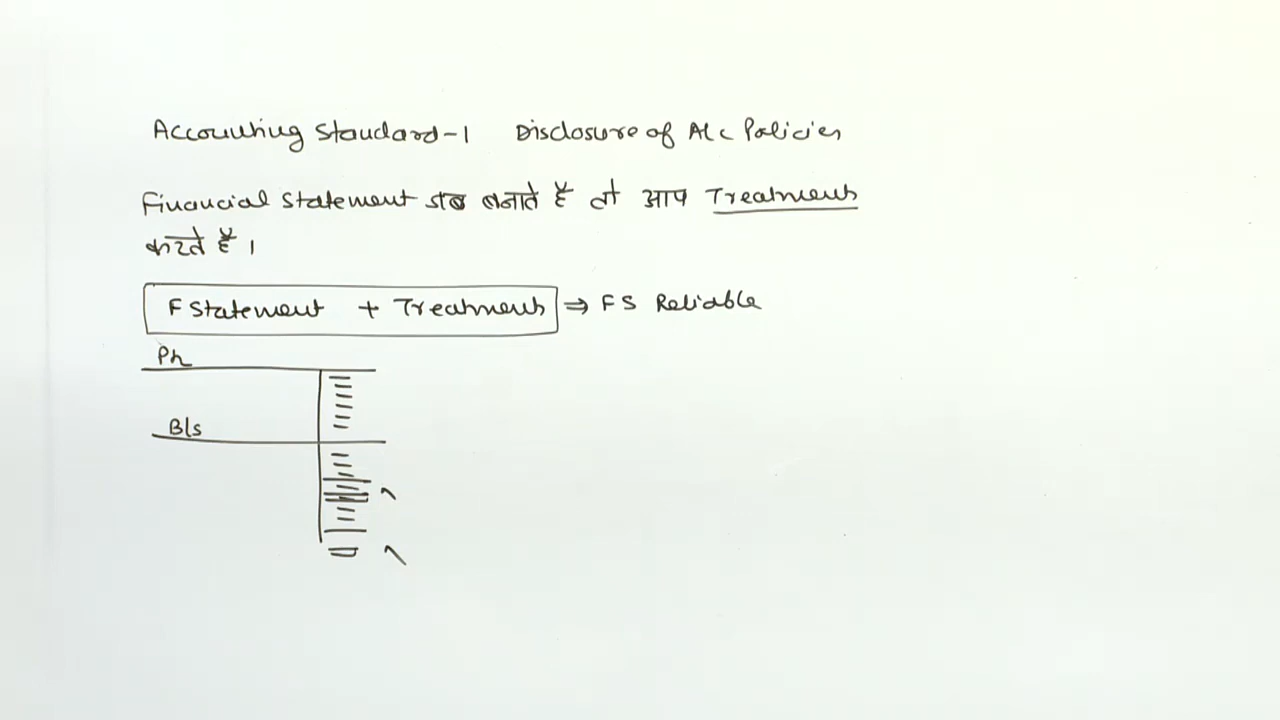 Accounting Standard-1 Disclosure of A/c Policies
Financial Statement जब बनाते हैं तो आप Treatments
करते हैं ।
F Statement + Treatments ⇒ FS Reliable
B/s